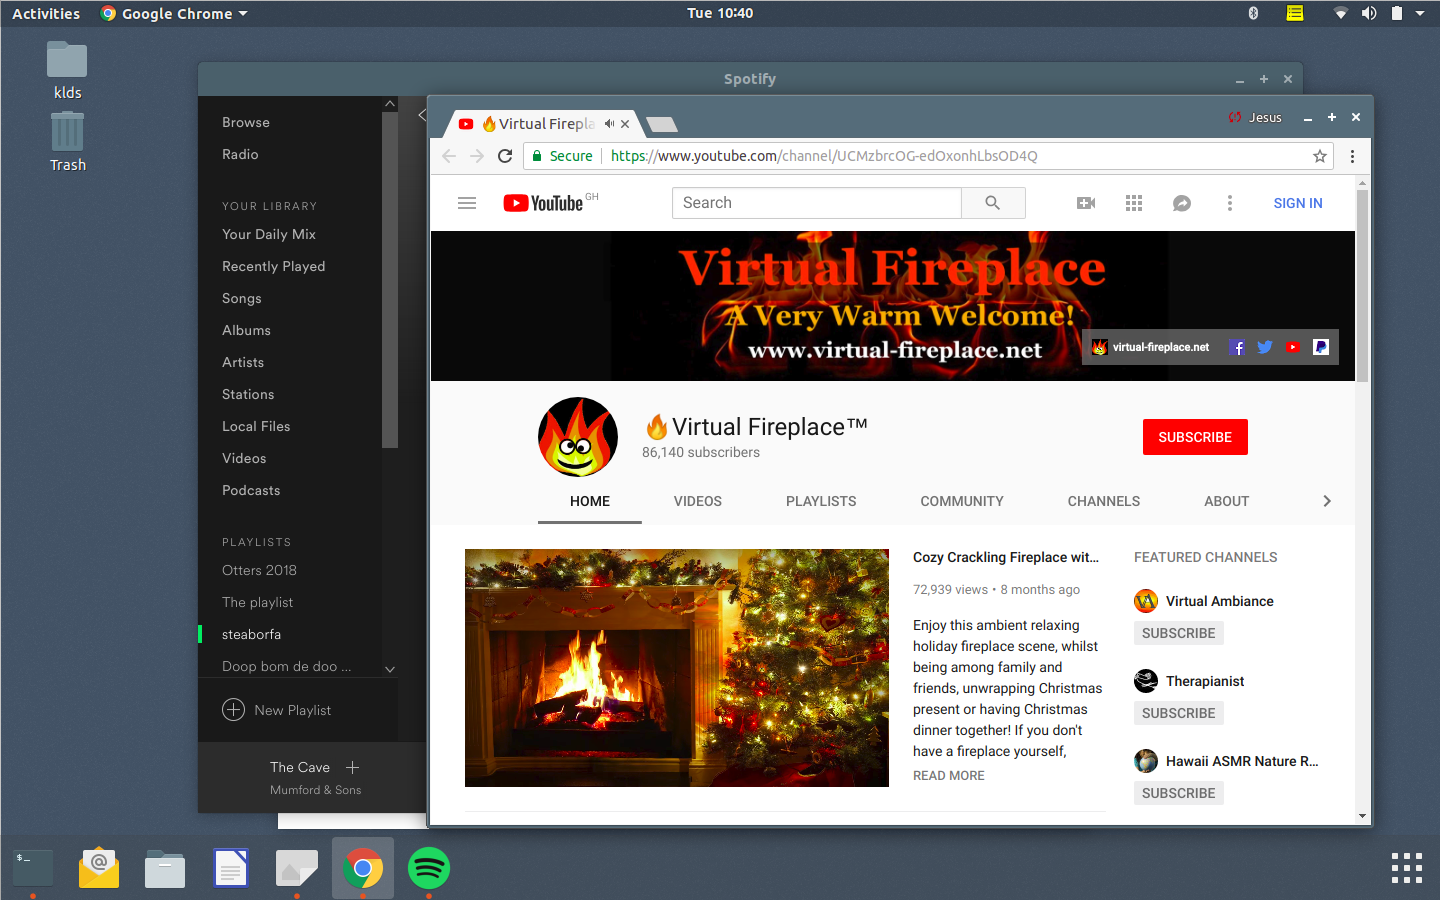 Activities
Google Chrome
Tue 10:40
klds
Trash
Spotify
Browse
Radio
YOUR LIBRARY
Your Daily Mix
Recently Played
Songs
Albums
Artists
Stations
Local Files
Videos
Podcasts
PLAYLISTS
Otters 2018
The playlist
steaborfa
Doop bom de doo ...
New Playlist
The Cave
Mumford & Sons
Virtual Firepla
Jesus
Secure
https://www.youtube.com/channel/UCMzbrcOG-edOxonhLbsOD4Q
YouTube GH
Search
SIGN IN
Virtual Fireplace
A Very Warm Welcome!
www.virtual-fireplace.net
virtual-fireplace.net
Virtual Fireplace™
86,140 subscribers
SUBSCRIBE
HOME
VIDEOS
PLAYLISTS
COMMUNITY
CHANNELS
ABOUT
Cozy Crackling Fireplace wit...
72,939 views • 8 months ago
Enjoy this ambient relaxing
holiday fireplace scene, whilst
being among family and
friends, unwrapping Christmas
present or having Christmas
dinner together! If you don't
have a fireplace yourself,
READ MORE
FEATURED CHANNELS
Virtual Ambiance
SUBSCRIBE
Therapianist
SUBSCRIBE
Hawaii ASMR Nature R...
SUBSCRIBE
$_